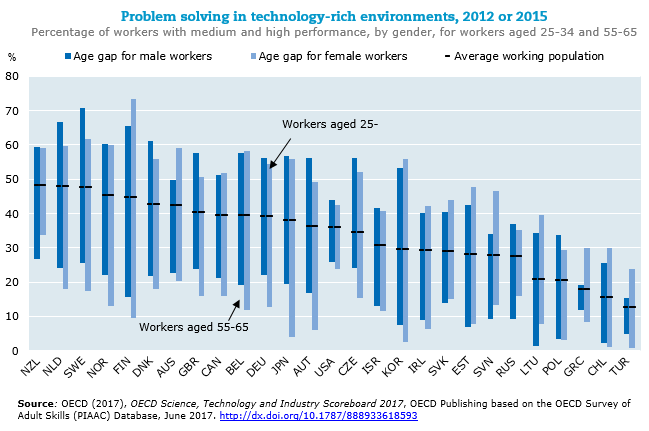 Problem solving in technology-rich environments, 2012 or 2015
Percentage of workers with medium and high performance, by gender, for workers aged 25-34 and 55-65
%
Age gap for male workers Age gap for female workers Average working population
80
70
60
50
40
30
20
10
0
Workers aged 25-
Workers aged 55-65
NZL NLD SWE NOR FIN DNK AUS GBR CAN BEL DEU JPN AUT USA CZE ISR KOR IRL SVK EST SVN RUS LTU POL GRC CHL TUR
Source: OECD (2017), OECD Science, Technology and Industry Scoreboard 2017, OECD Publishing based on the OECD Survey of
Adult Skills (PIAAC) Database, June 2017. http://dx.doi.org/10.1787/888933618593